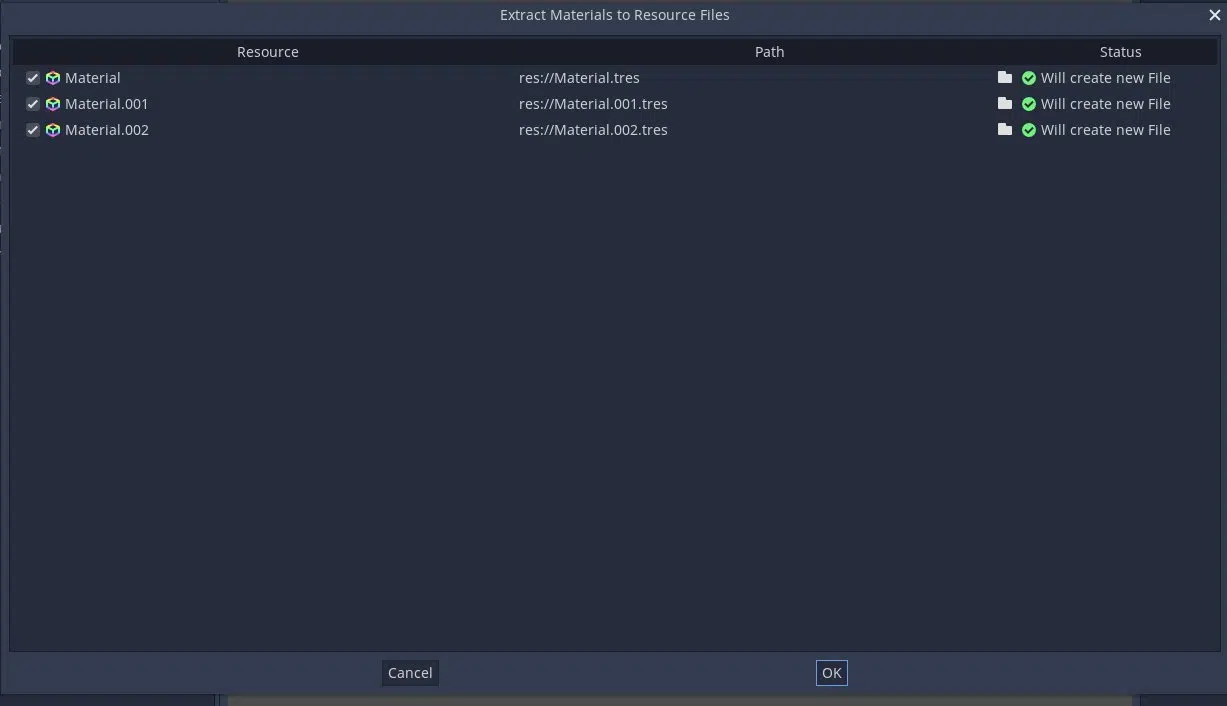 Extract Materials to Resource Files
Resource Path Status
Material res://Material.tres Will create new File
Material.001 res://Material.001.tres Will create new File
Material.002 res://Material.002.tres Will create new File
Cancel OK